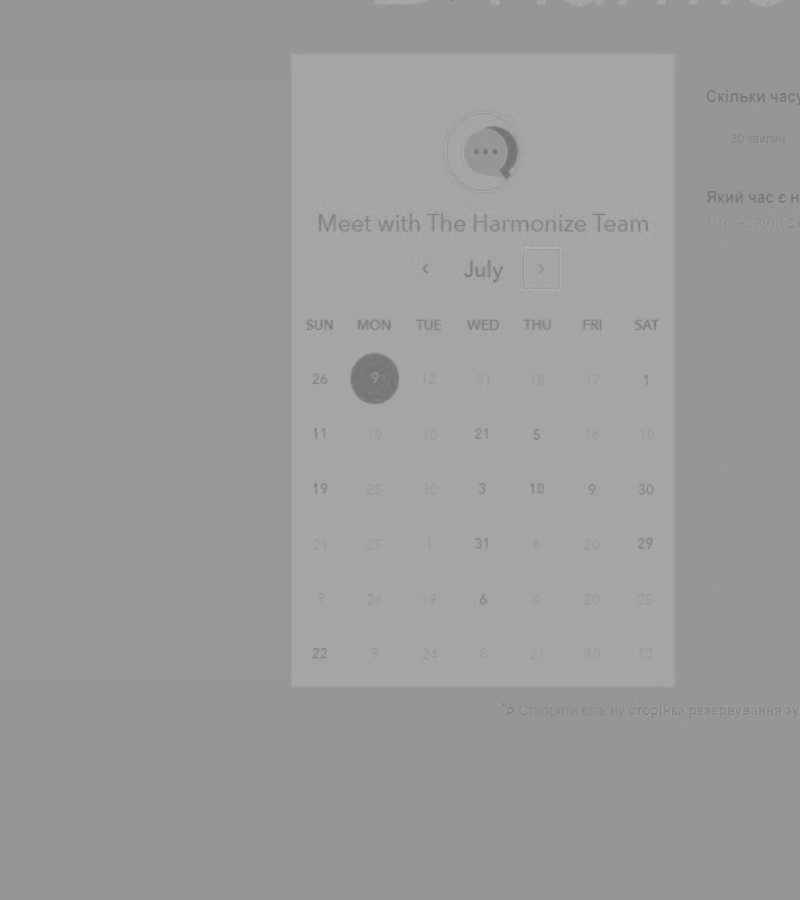 Meet with The Harmonize Team
‹ July ›
SUN MON TUE WED THU FRI SAT
26 9 12 31 18 17 1
11 19 10 21 5 16 10
19 25 30 3 10 9 30
21 25 1 31 6 20 29
9 26 19 6 4 20 25
22 9 24 8 21 10 13
Скільки часу
30 хвилин
Який час є н
Створити власну сторінка резервування зу